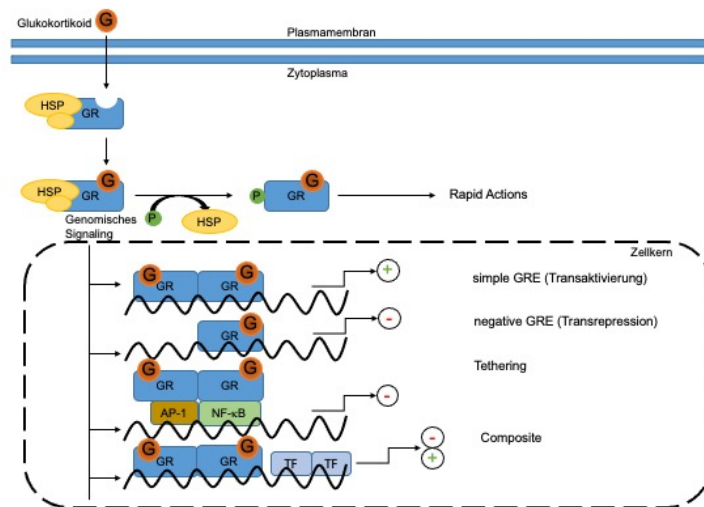 Glukokortikoid G
Plasmamembran
Zytoplasma
HSP GR
HSP GR G
P HSP
P GR G
Rapid Actions
Genomisches
Signaling
Zellkern
G G
GR GR
+
simple GRE (Transaktivierung)
G
GR
-
negative GRE (Transrepression)
G G
GR GR
AP-1 NF-κB
-
Tethering
G G
GR GR
TF TF
-
+
Composite